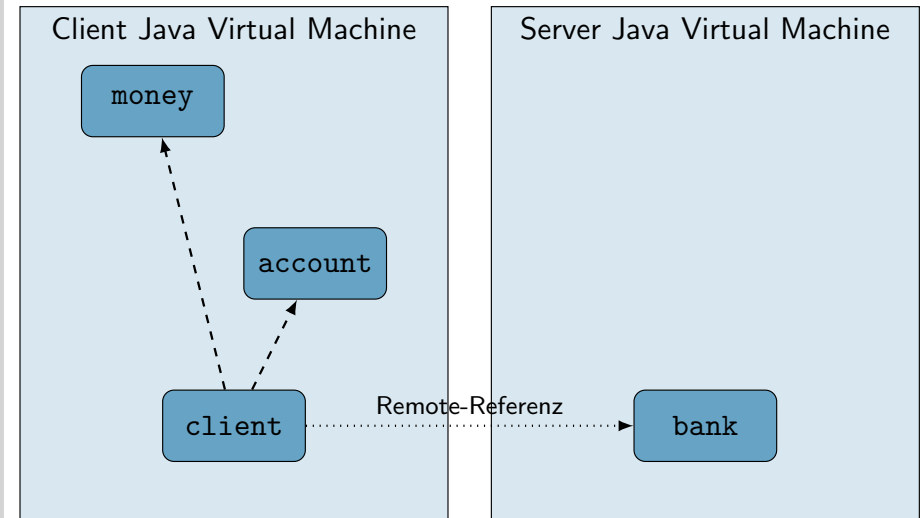 Client Java Virtual Machine
Server Java Virtual Machine
money
account
client
Remote-Referenz
bank